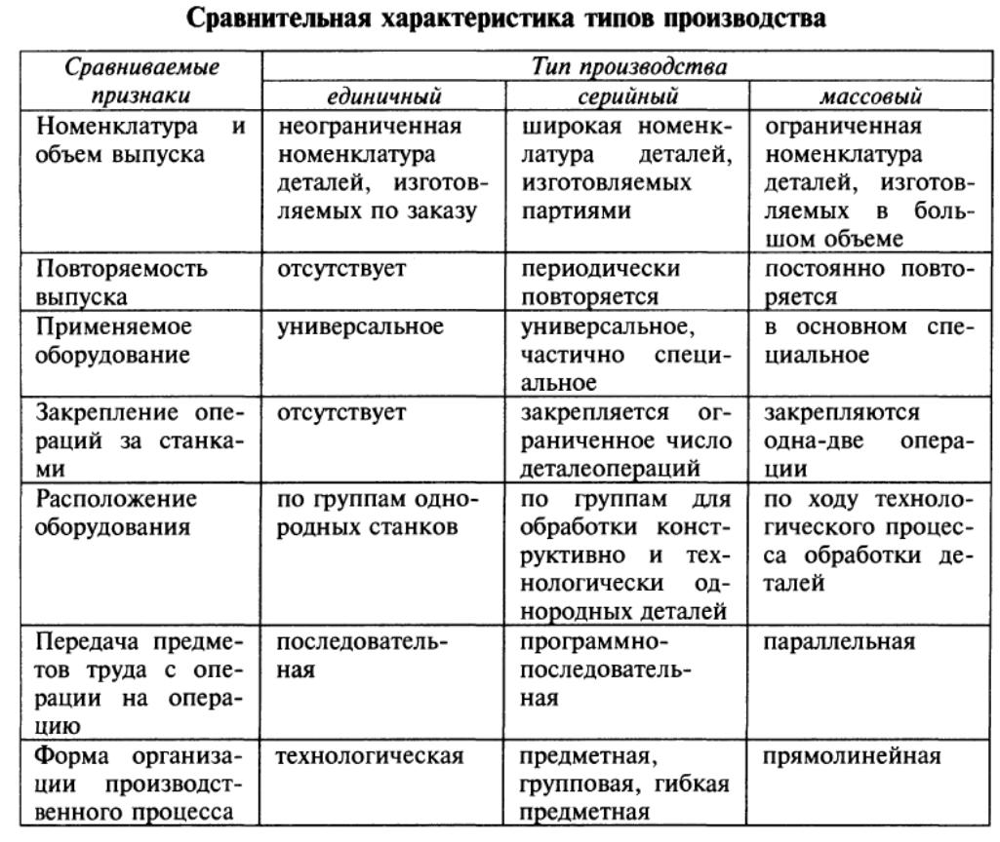 Сравнительная характеристика типов производства
Сравниваемые признаки
Тип производства
единичный
серийный
массовый
Номенклатура и
объем выпуска
неограниченная
номенклатура
деталей, изготов-
ляемых по заказу
широкая номенк-
латура деталей,
изготовляемых
партиями
ограниченная
номенклатура
деталей, изготов-
ляемых в боль-
шом объеме
Повторяемость
выпуска
отсутствует
периодически
повторяется
постоянно повто-
ряется
Применяемое
оборудование
универсальное
универсальное,
частично специ-
альное
в основном спе-
циальное
Закрепление опе-
раций за станка-
ми
отсутствует
закрепляется ог-
раниченное число
деталеопераций
закрепляются
одна-две опера-
ции
Расположение
оборудования
по группам одно-
родных станков
по группам для
обработки конст-
руктивно и тех-
нологически од-
нородных деталей
по ходу техноло-
гического процес-
са обработки де-
талей
Передача предме-
тов труда с опе-
рации на опера-
цию
последователь-
ная
программно-
последователь-
ная
параллельная
Форма организа-
ции производст-
венного процесса
технологическая
предметная,
групповая, гибкая
предметная
прямолинейная